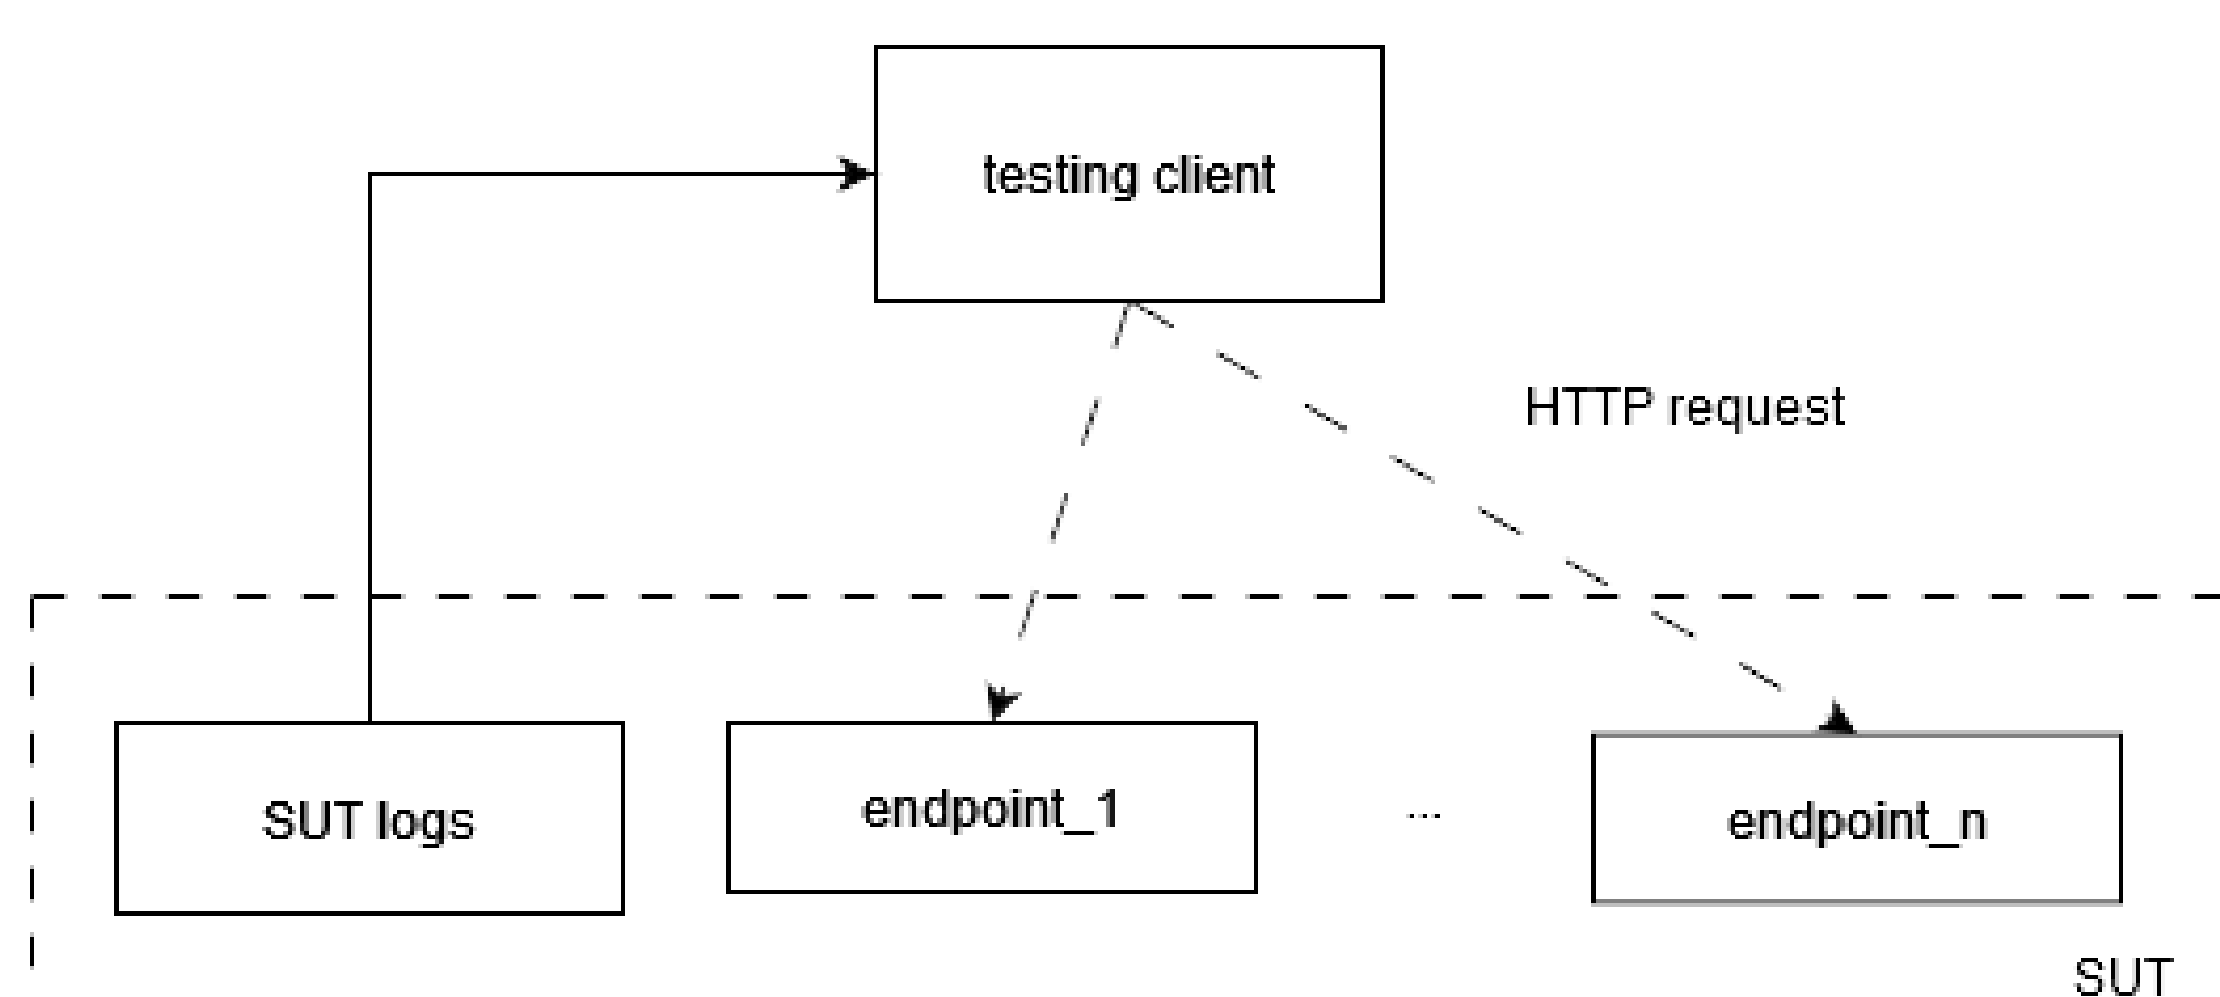 testing client
HTTP request
SUT logs
endpoint_1
...
endpoint_n
SUT